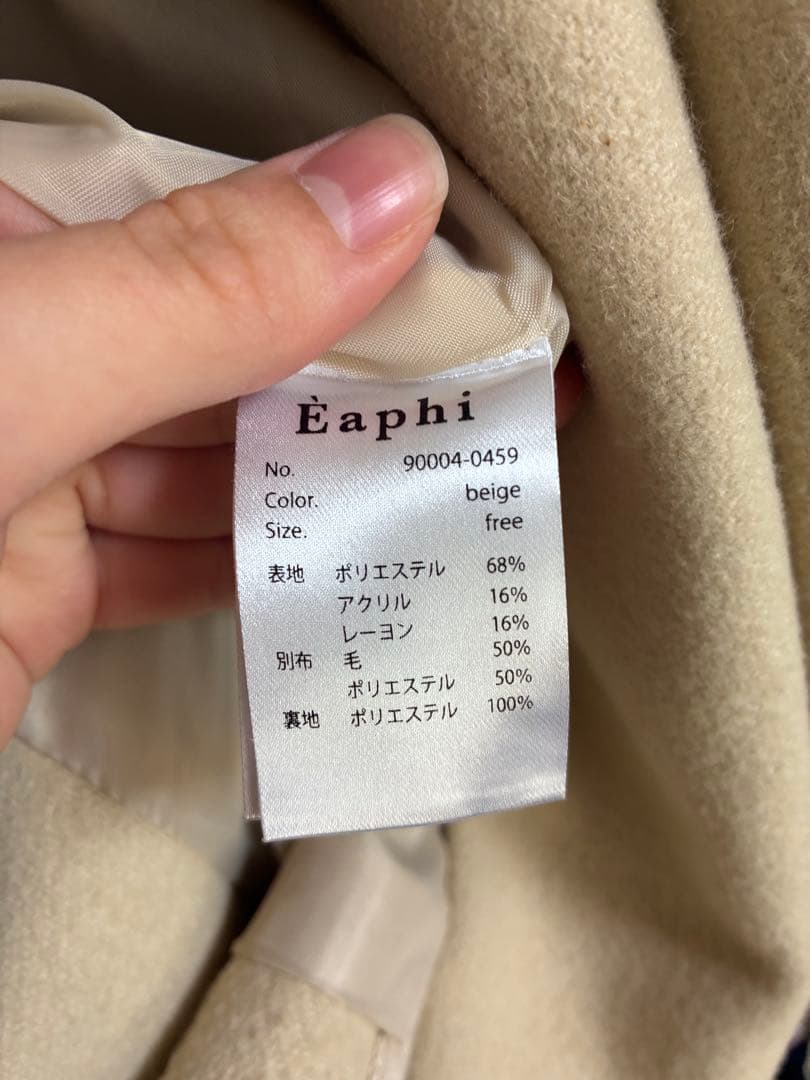 Èaphi
No. 90004-0459
Color. beige
Size. free
表地 ポリエステル 68%
アクリル 16%
レーヨン 16%
別布 毛 50%
ポリエステル 50%
裏地 ポリエステル 100%